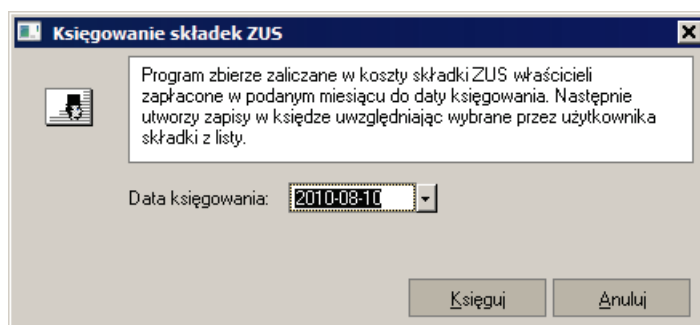 Księgowanie składek ZUS
Program zbierze zaliczane w koszty składki ZUS właścicieli
zapłacone w podanym miesiącu do daty księgowania. Następnie
utworzy zapisy w księdze uwzględniając wybrane przez użytkownika
składki z listy.
Data księgowania: 2010-08-10
Księguj Anuluj